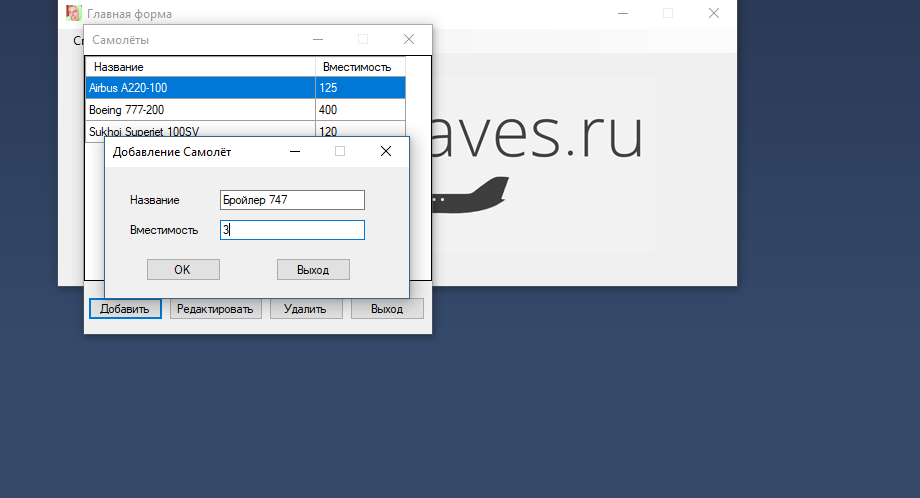 Главная форма
Самолёты
Название Вместимость
Airbus A220-100 125
Boeing 777-200 400
Sukhoi Superjet 100SV 120
aves.ru
Добавление Самолёт
Название Бройлер 747
Вместимость 3
OK Выход
Добавить Редактировать Удалить Выход